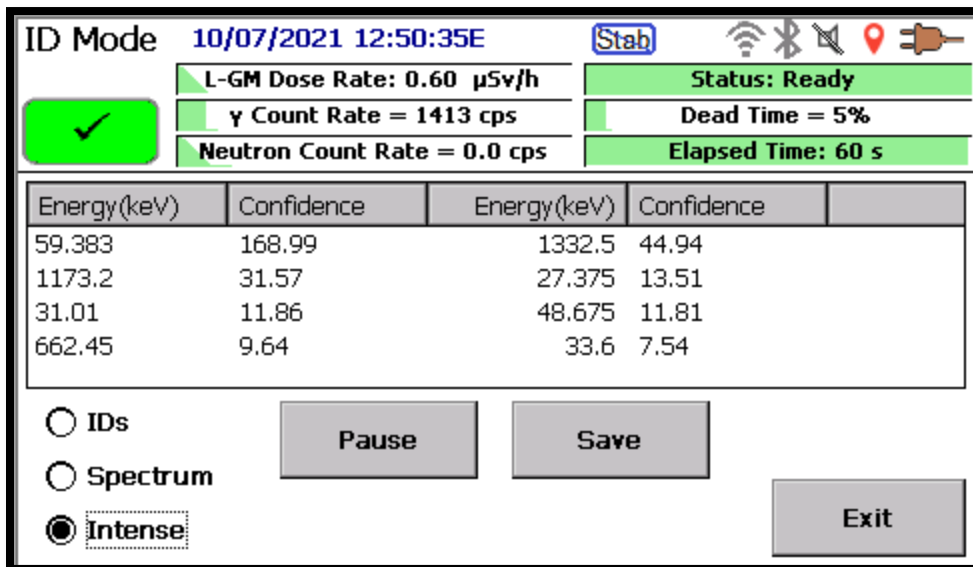 ID Mode 10/07/2021 12:50:35E Stab
L-GM Dose Rate: 0.60 µSv/h Status: Ready
γ Count Rate = 1413 cps Dead Time = 5%
Neutron Count Rate = 0.0 cps Elapsed Time: 60 s
Energy(keV) Confidence Energy(keV) Confidence
59.383 168.99 1332.5 44.94
1173.2 31.57 27.375 13.51
31.01 11.86 48.675 11.81
662.45 9.64 33.6 7.54
IDs
Pause Save
Spectrum
Exit
Intense